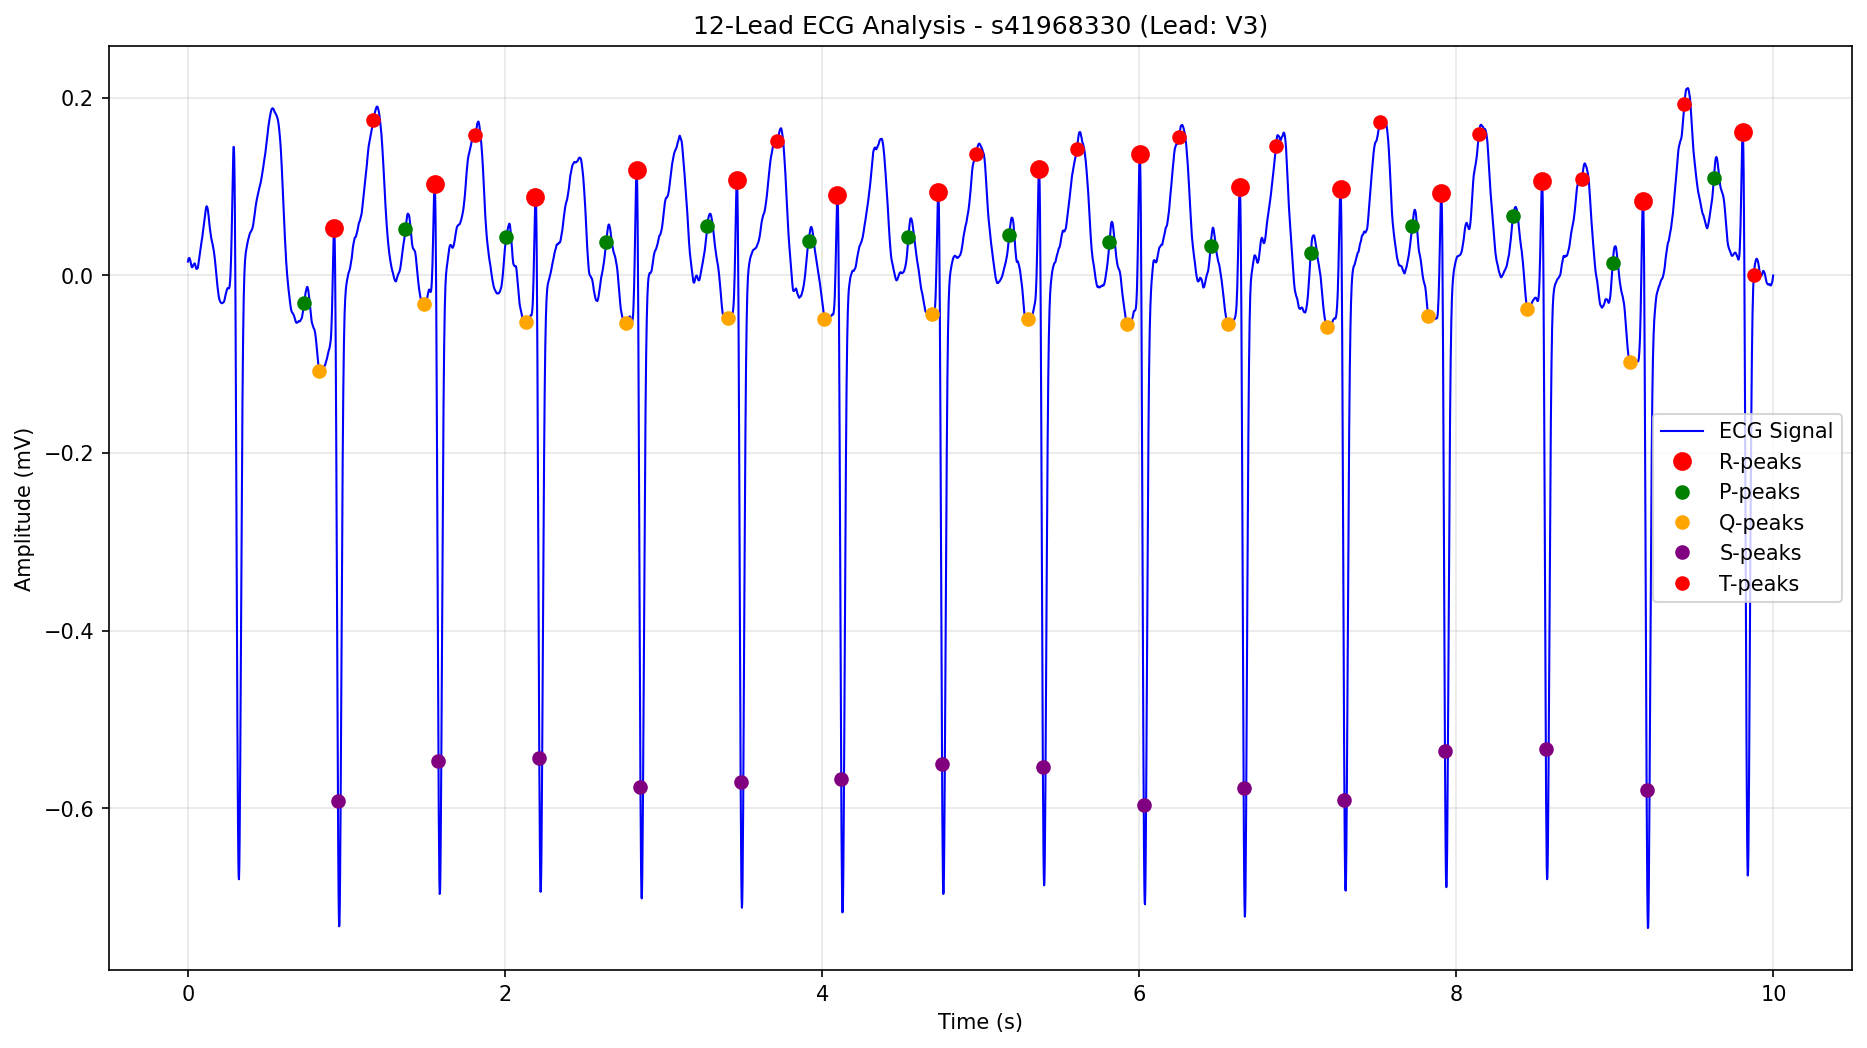 12-Lead ECG Analysis - s41968330 (Lead: V3)
Amplitude (mV)
0.2
0.0
−0.2
−0.4
−0.6
ECG Signal
R-peaks
P-peaks
Q-peaks
S-peaks
T-peaks
0 2 4 6 8 10
Time (s)